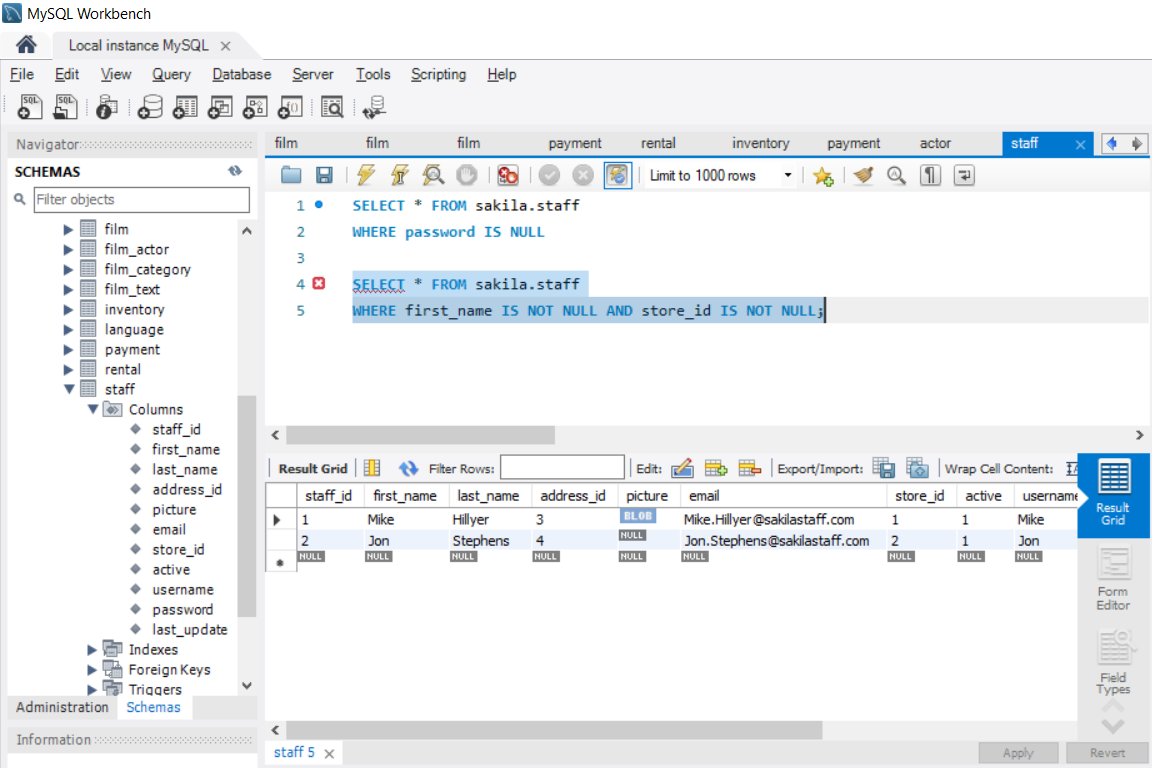 MySQL Workbench
Local instance MySQL
File Edit View Query Database Server Tools Scripting Help
SQL SQL
Navigator
SCHEMAS
Filter objects
film
film_actor
film_category
film_text
inventory
language
payment
rental
staff
Columns
staff_id
first_name
last_name
address_id
picture
email
store_id
active
username
password
last_update
Indexes
Foreign Keys
Triggers
Administration Schemas
Information
film film film payment rental inventory payment actor staff
Limit to 1000 rows
1 SELECT * FROM sakila.staff
2 WHERE password IS NULL
3
4 SELECT * FROM sakila.staff
5 WHERE first_name IS NOT NULL AND store_id IS NOT NULL;
Result Grid Filter Rows: Edit: Export/Import: Wrap Cell Content: IA
staff_id first_name last_name address_id picture email store_id active username
1 Mike Hillyer 3 BLOB Mike.Hillyer@sakilastaff.com 1 1 Mike
2 Jon Stephens 4 NULL Jon.Stephens@sakilastaff.com 2 1 Jon
NULL NULL NULL NULL NULL NULL NULL NULL NULL
Result
Grid
Form
Editor
Field
Types
staff 5
Apply Revert